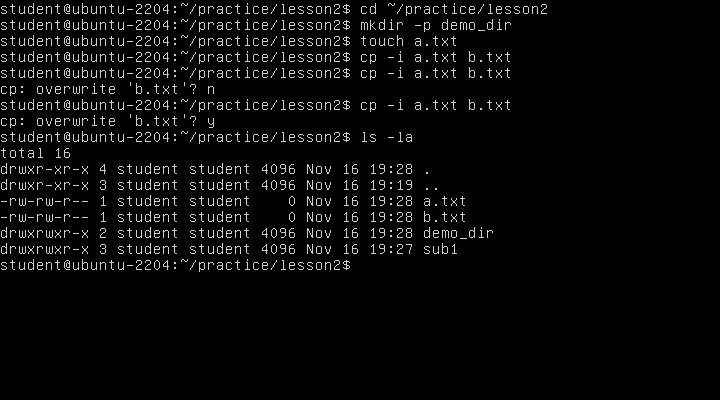 student@ubuntu-2204:~/practice/lesson2$ cd ~/practice/lesson2
student@ubuntu-2204:~/practice/lesson2$ mkdir -p demo_dir
student@ubuntu-2204:~/practice/lesson2$ touch a.txt
student@ubuntu-2204:~/practice/lesson2$ cp -i a.txt b.txt
student@ubuntu-2204:~/practice/lesson2$ cp -i a.txt b.txt
cp: overwrite 'b.txt'? n
student@ubuntu-2204:~/practice/lesson2$ cp -i a.txt b.txt
cp: overwrite 'b.txt'? y
student@ubuntu-2204:~/practice/lesson2$ ls -la
total 16
drwxr-xr-x 4 student student 4096 Nov 16 19:28 .
drwxr-xr-x 3 student student 4096 Nov 16 19:19 ..
-rw-rw-r-- 1 student student    0 Nov 16 19:28 a.txt
-rw-rw-r-- 1 student student    0 Nov 16 19:28 b.txt
drwxrwxr-x 2 student student 4096 Nov 16 19:28 demo_dir
drwxrwxr-x 3 student student 4096 Nov 16 19:27 sub1
student@ubuntu-2204:~/practice/lesson2$